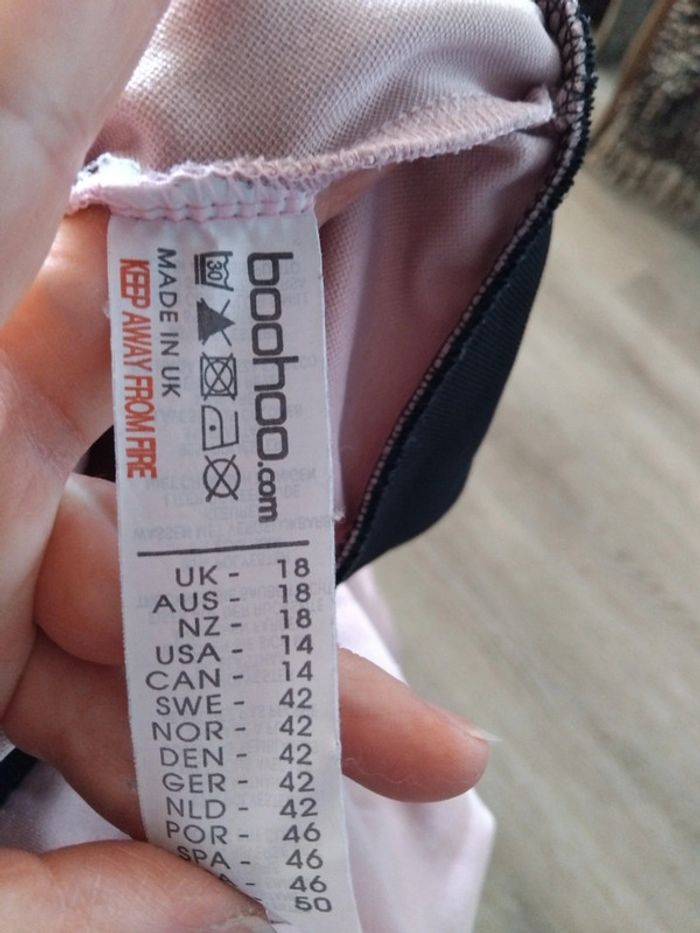 boohoo.com
30
MADE IN UK
KEEP AWAY FROM FIRE
UK - 18
AUS - 18
NZ - 18
USA - 14
CAN - 14
SWE - 42
NOR - 42
DEN - 42
GER - 42
NLD - 42
POR - 46
SPA - 46
A - 46
50